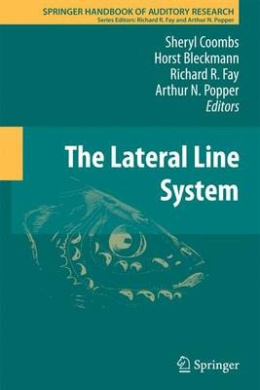 SPRINGER HANDBOOK OF AUDITORY RESEARCH
Series Editors: Richard R. Fay and Arthur N. Popper
Sheryl Coombs
Horst Bleckmann
Richard R. Fay
Arthur N. Popper
Editors
The Lateral Line
System
Springer